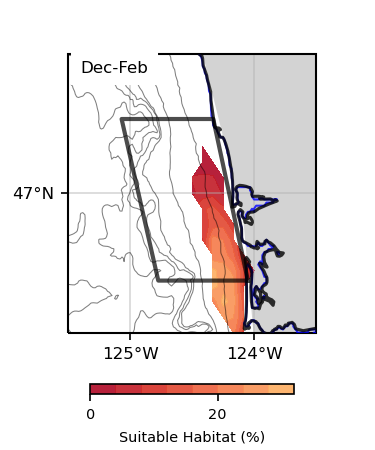 Dec-Feb
47°N
125°W 124°W
0 20
Suitable Habitat (%)